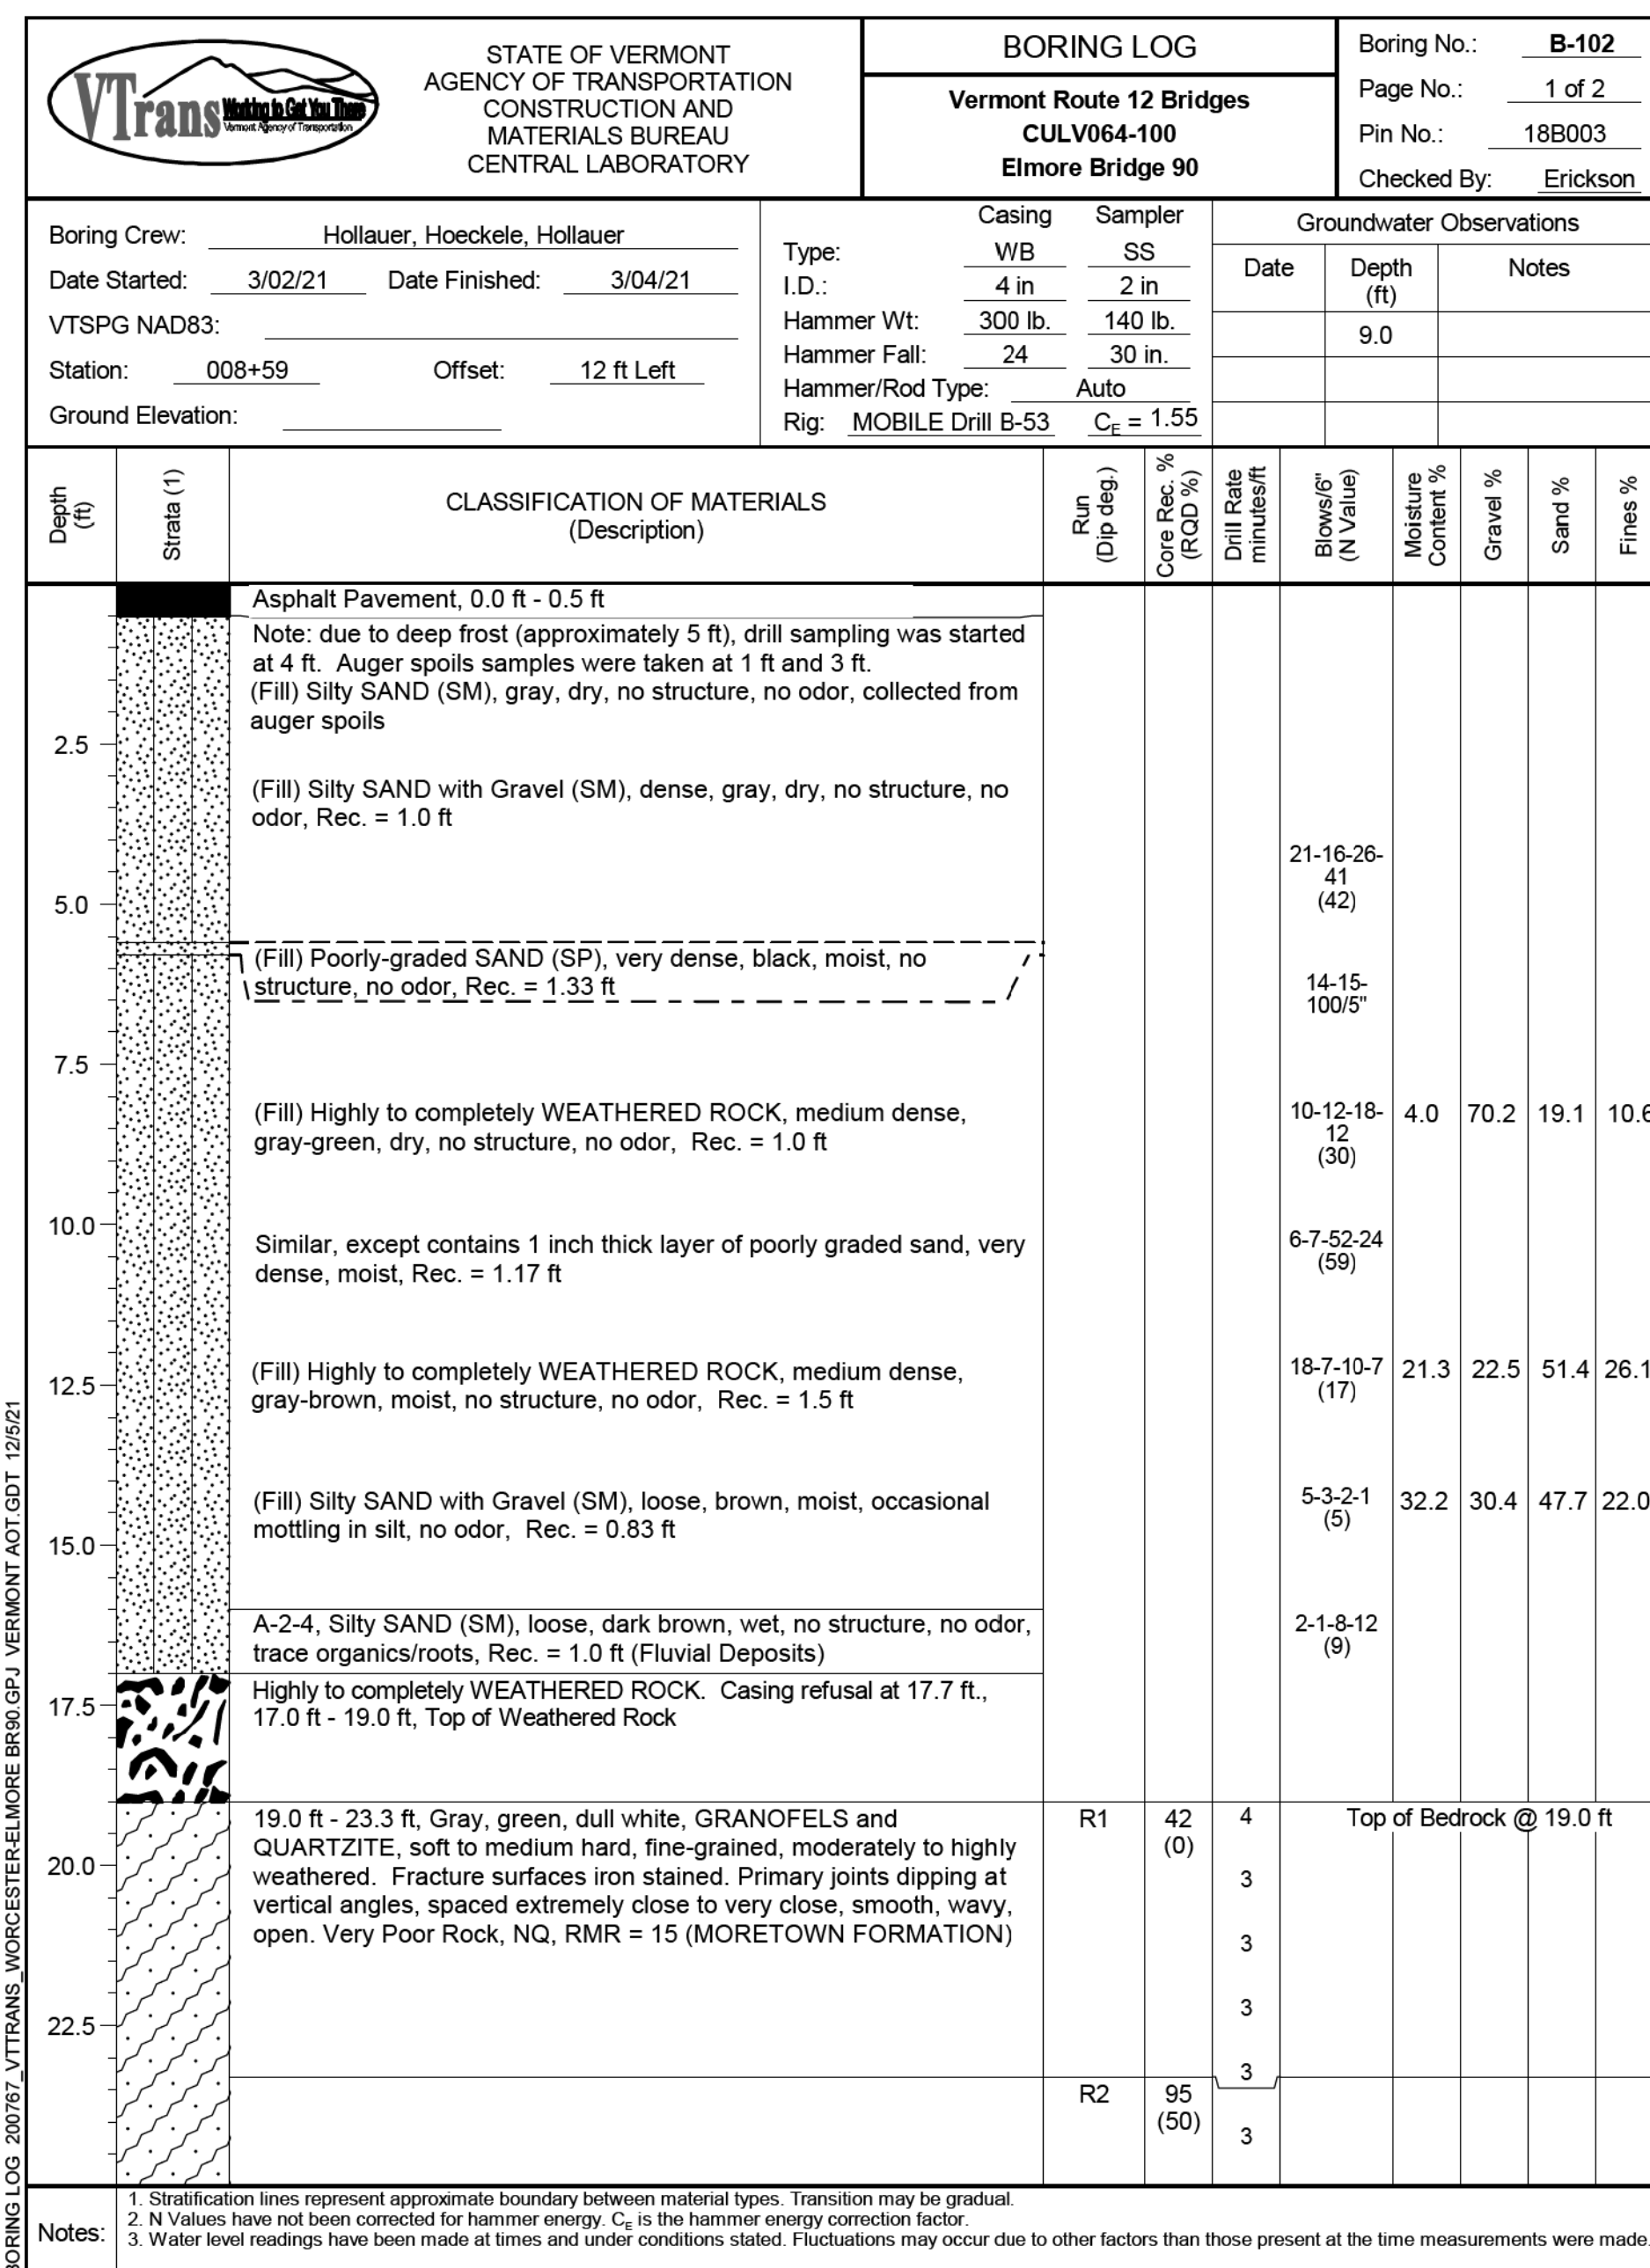 VTrans Working to Get You There
Vermont Agency of Transportation
STATE OF VERMONT
AGENCY OF TRANSPORTATION
CONSTRUCTION AND
MATERIALS BUREAU
CENTRAL LABORATORY
BORING LOG
Vermont Route 12 Bridges
CULV064-100
Elmore Bridge 90
Boring No.: B-102
Page No.: 1 of 2
Pin No.: 18B003
Checked By: Erickson
Boring Crew: Hollauer, Hoeckele, Hollauer
Date Started: 3/02/21 Date Finished: 3/04/21
VTSPG NAD83:
Station: 008+59 Offset: 12 ft Left
Ground Elevation:
Casing Sampler
Type: WB SS
I.D.: 4 in 2 in
Hammer Wt: 300 lb. 140 lb.
Hammer Fall: 24 30 in.
Hammer/Rod Type: Auto
Rig: MOBILE Drill B-53 CE = 1.55
Groundwater Observations
Date Depth (ft) Notes
9.0
Depth (ft)
Strata (1)
CLASSIFICATION OF MATERIALS
(Description)
Run (Dip deg.)
Core Rec. % (RQD %)
Drill Rate minutes/ft
Blows/6" (N Value)
Moisture Content %
Gravel %
Sand %
Fines %
Asphalt Pavement, 0.0 ft - 0.5 ft
Note: due to deep frost (approximately 5 ft), drill sampling was started
at 4 ft. Auger spoils samples were taken at 1 ft and 3 ft.
(Fill) Silty SAND (SM), gray, dry, no structure, no odor, collected from
auger spoils
2.5
(Fill) Silty SAND with Gravel (SM), dense, gray, dry, no structure, no
odor, Rec. = 1.0 ft
21-16-26-
41
(42)
5.0
(Fill) Poorly-graded SAND (SP), very dense, black, moist, no
structure, no odor, Rec. = 1.33 ft
14-15-
100/5"
7.5
(Fill) Highly to completely WEATHERED ROCK, medium dense,
gray-green, dry, no structure, no odor, Rec. = 1.0 ft
10-12-18-
12
(30)
4.0 70.2 19.1 10.6
10.0
Similar, except contains 1 inch thick layer of poorly graded sand, very
dense, moist, Rec. = 1.17 ft
6-7-52-24
(59)
12.5
(Fill) Highly to completely WEATHERED ROCK, medium dense,
gray-brown, moist, no structure, no odor, Rec. = 1.5 ft
18-7-10-7
(17)
21.3 22.5 51.4 26.1
(Fill) Silty SAND with Gravel (SM), loose, brown, moist, occasional
mottling in silt, no odor, Rec. = 0.83 ft
5-3-2-1
(5)
32.2 30.4 47.7 22.0
15.0
A-2-4, Silty SAND (SM), loose, dark brown, wet, no structure, no odor,
trace organics/roots, Rec. = 1.0 ft (Fluvial Deposits)
2-1-8-12
(9)
17.5
Highly to completely WEATHERED ROCK. Casing refusal at 17.7 ft.,
17.0 ft - 19.0 ft, Top of Weathered Rock
19.0 ft - 23.3 ft, Gray, green, dull white, GRANOFELS and
QUARTZITE, soft to medium hard, fine-grained, moderately to highly
weathered. Fracture surfaces iron stained. Primary joints dipping at
vertical angles, spaced extremely close to very close, smooth, wavy,
open. Very Poor Rock, NQ, RMR = 15 (MORETOWN FORMATION)
R1
42
(0)
4
3
3
3
3
Top of Bedrock @ 19.0 ft
20.0
22.5
R2
95
(50)
3
Notes:
1. Stratification lines represent approximate boundary between material types. Transition may be gradual.
2. N Values have not been corrected for hammer energy. CE is the hammer energy correction factor.
3. Water level readings have been made at times and under conditions stated. Fluctuations may occur due to other factors than those present at the time measurements were made.
BORING LOG 200767_VTTRANS_WORCESTER-ELMORE BR90.GPJ VERMONT AOT.GDT 12/5/21